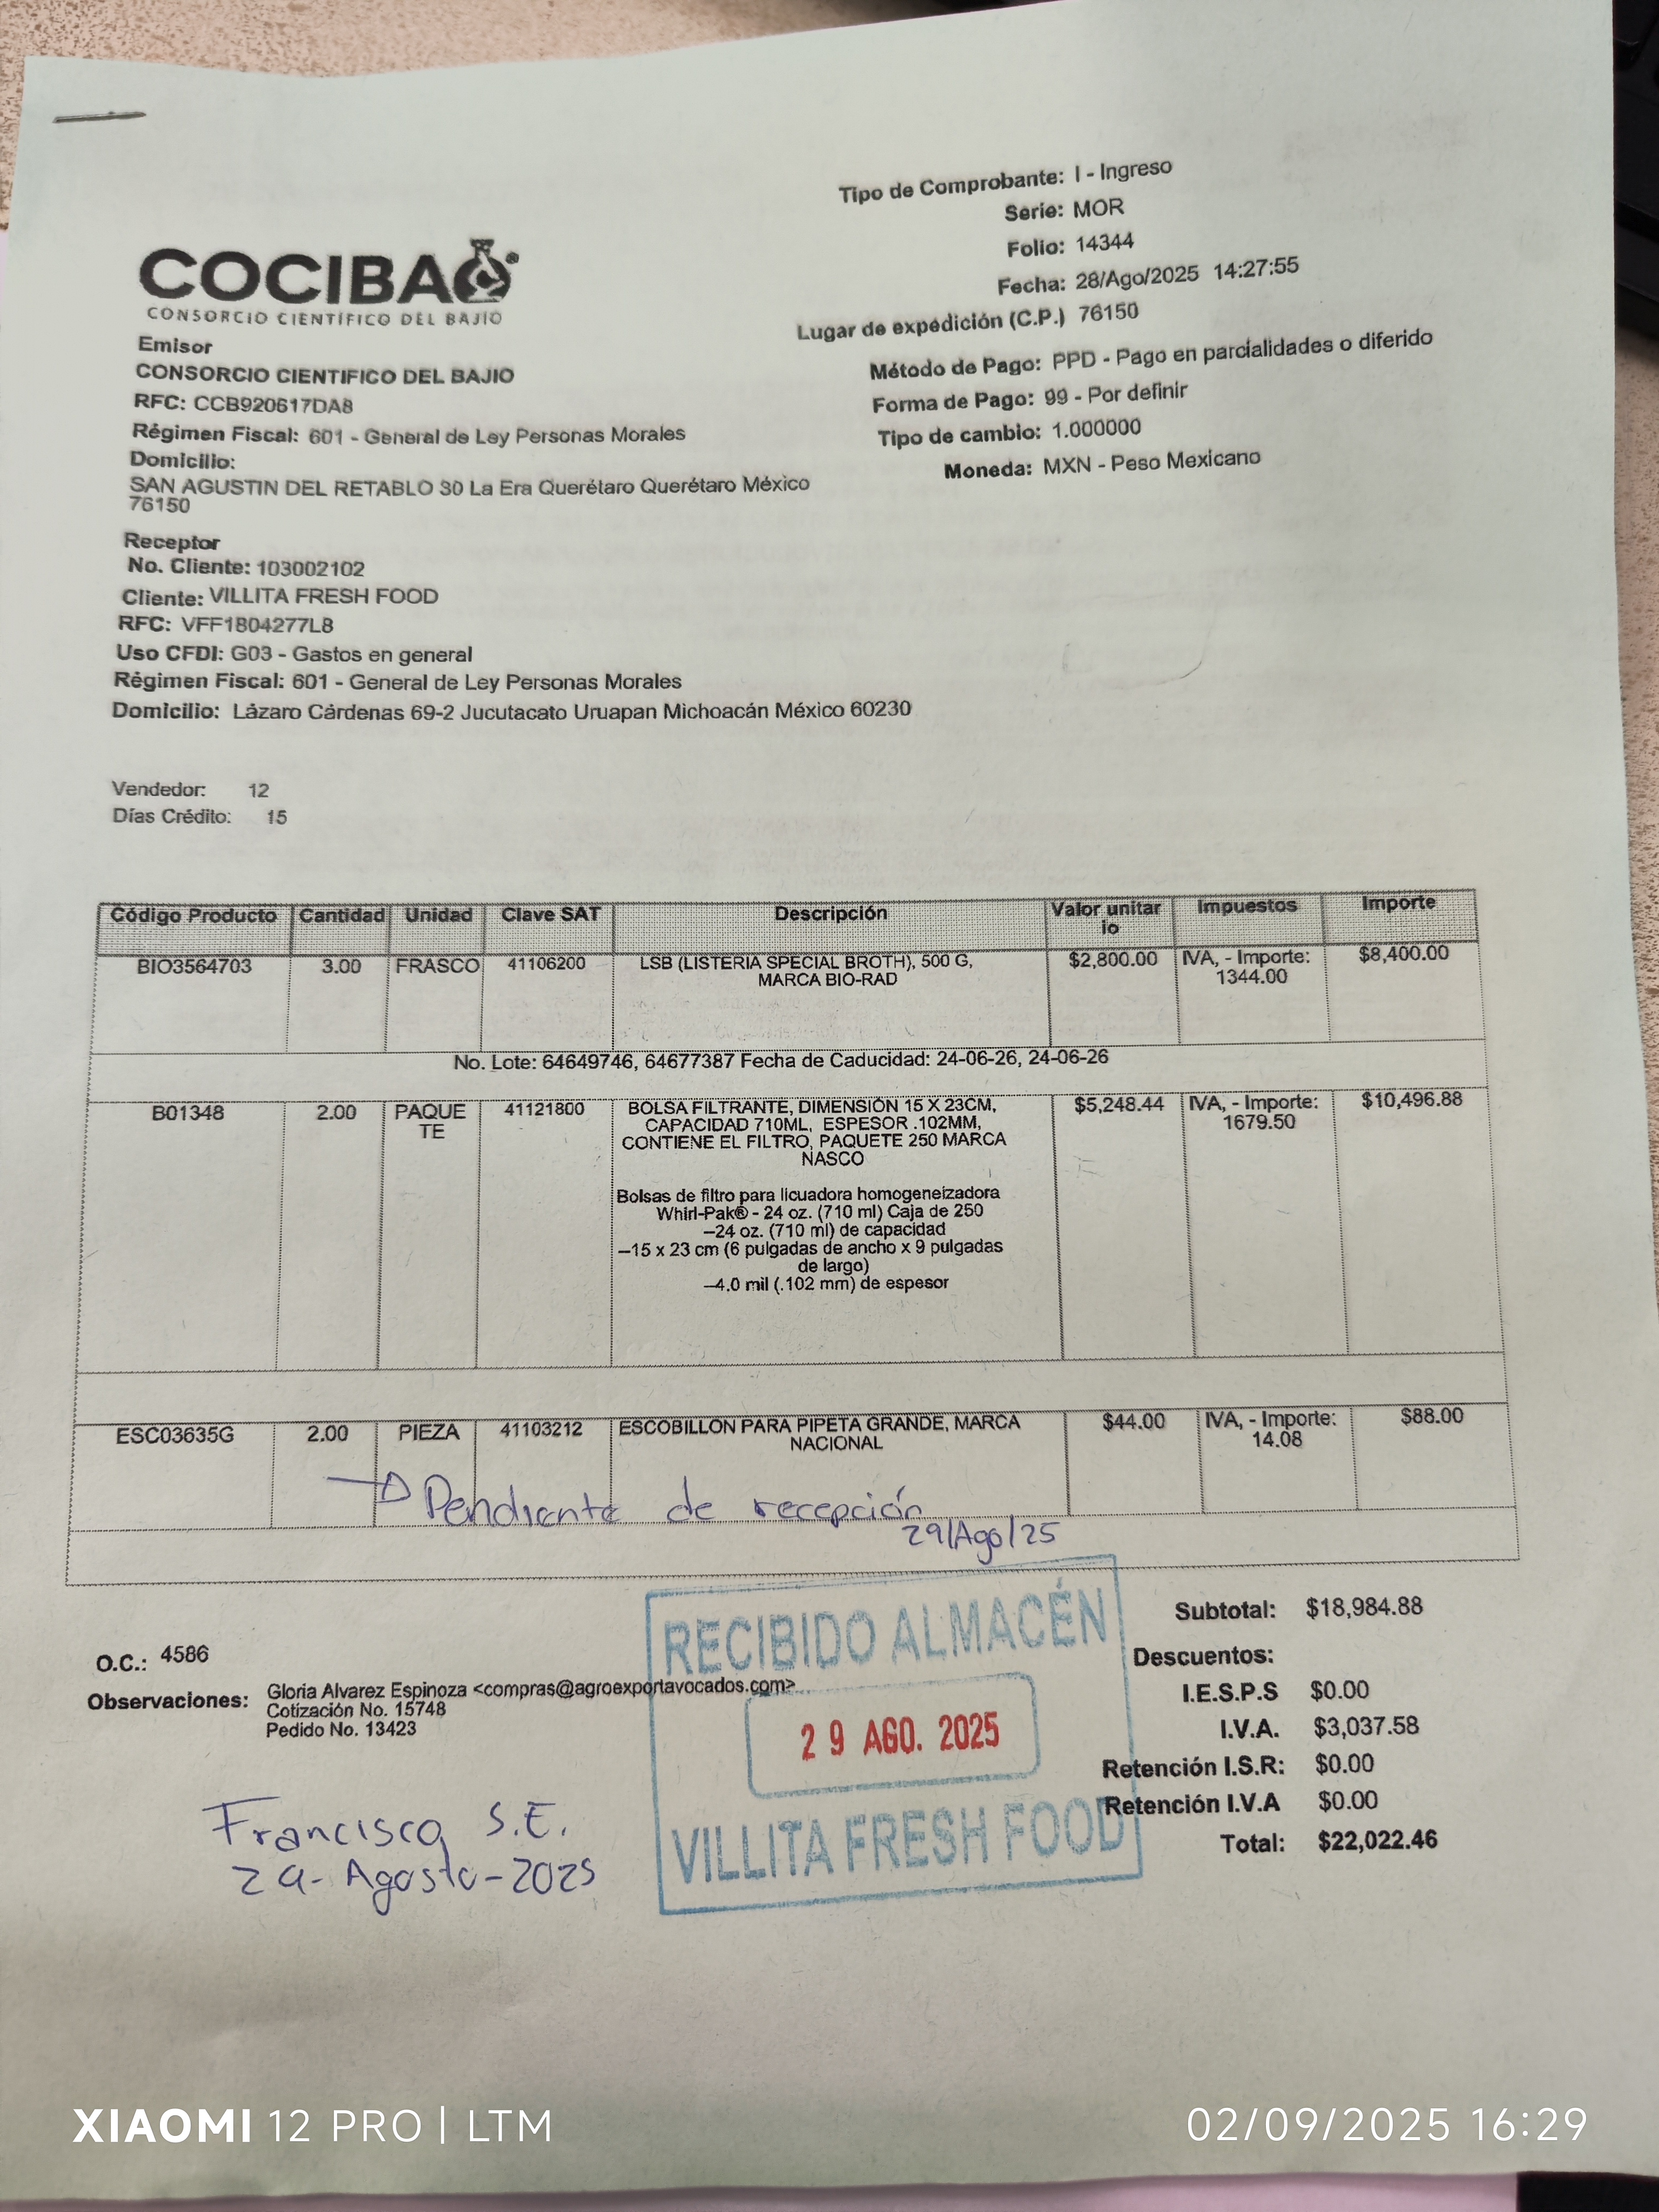 Tipo de Comprobante: I - Ingreso
Serie: MOR
Folio: 14344
Fecha: 28/Ago/2025 14:27:55
Lugar de expedición (C.P.) 76150
Método de Pago: PPD - Pago en parcialidades o diferido
Forma de Pago: 99 - Por definir
Tipo de cambio: 1.000000
Moneda: MXN - Peso Mexicano
COCIBA
CONSORCIO CIENTÍFICO DEL BAJIO
Emisor
CONSORCIO CIENTIFICO DEL BAJIO
RFC: CCB920617DA8
Régimen Fiscal: 601 - General de Ley Personas Morales
Domicilio:
SAN AGUSTIN DEL RETABLO 30 La Era Querétaro Querétaro México
76150
Receptor
No. Cliente: 103002102
Cliente: VILLITA FRESH FOOD
RFC: VFF1804277L8
Uso CFDI: G03 - Gastos en general
Régimen Fiscal: 601 - General de Ley Personas Morales
Domicilio: Lázaro Cárdenas 69-2 Jucutacato Uruapan Michoacán México 60230
Vendedor: 12
Días Crédito: 15
Código Producto Cantidad Unidad Clave SAT Descripción Valor unitar Impuestos Importe
io
BIO3564703 3.00 FRASCO 41106200 LSB (LISTERIA SPECIAL BROTH), 500 G, $2,800.00 IVA, - Importe: $8,400.00
MARCA BIO-RAD 1344.00
No. Lote: 64649746, 64677387 Fecha de Caducidad: 24-06-26, 24-06-26
B01348 2.00 PAQUE 41121800 BOLSA FILTRANTE, DIMENSIÓN 15 X 23CM, $5,248.44 IVA, - Importe: $10,496.88
TE CAPACIDAD 710ML, ESPESOR .102MM, 1679.50
CONTIENE EL FILTRO, PAQUETE 250 MARCA
NASCO
Bolsas de filtro para licuadora homogeneizadora
Whirl-Pak® - 24 oz. (710 ml) Caja de 250
–24 oz. (710 ml) de capacidad
–15 x 23 cm (6 pulgadas de ancho x 9 pulgadas
de largo)
–4.0 mil (.102 mm) de espesor
ESC03635G 2.00 PIEZA 41103212 ESCOBILLON PARA PIPETA GRANDE, MARCA $44.00 IVA, - Importe: $88.00
NACIONAL 14.08
Pendiente de recepción
29/Ago/25
Subtotal: $18,984.88
Descuentos:
I.E.S.P.S $0.00
I.V.A. $3,037.58
Retención I.S.R: $0.00
Retención I.V.A $0.00
Total: $22,022.46
O.C.: 4586
Observaciones: Gloria Alvarez Espinoza <compras@agroexportavocados.com>
Cotización No. 15748
Pedido No. 13423
RECIBIDO ALMACÉN
29 AGO. 2025
VILLITA FRESH FOOD
Francisco S.E.
29-Agosto-2025
XIAOMI 12 PRO | LTM
02/09/2025 16:29